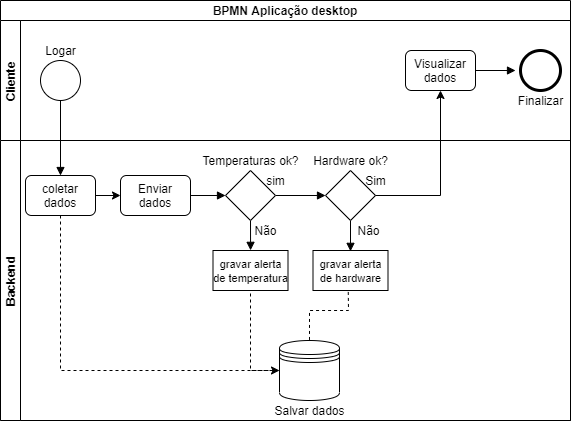 BPMN Aplicação desktop
Cliente
Logar
Visualizar
dados
Finalizar
Backend
Temperaturas ok?
Hardware ok?
coletar
dados
Enviar
dados
sim
Sim
Não
Não
gravar alerta
de temperatura
gravar alerta
de hardware
Salvar dados